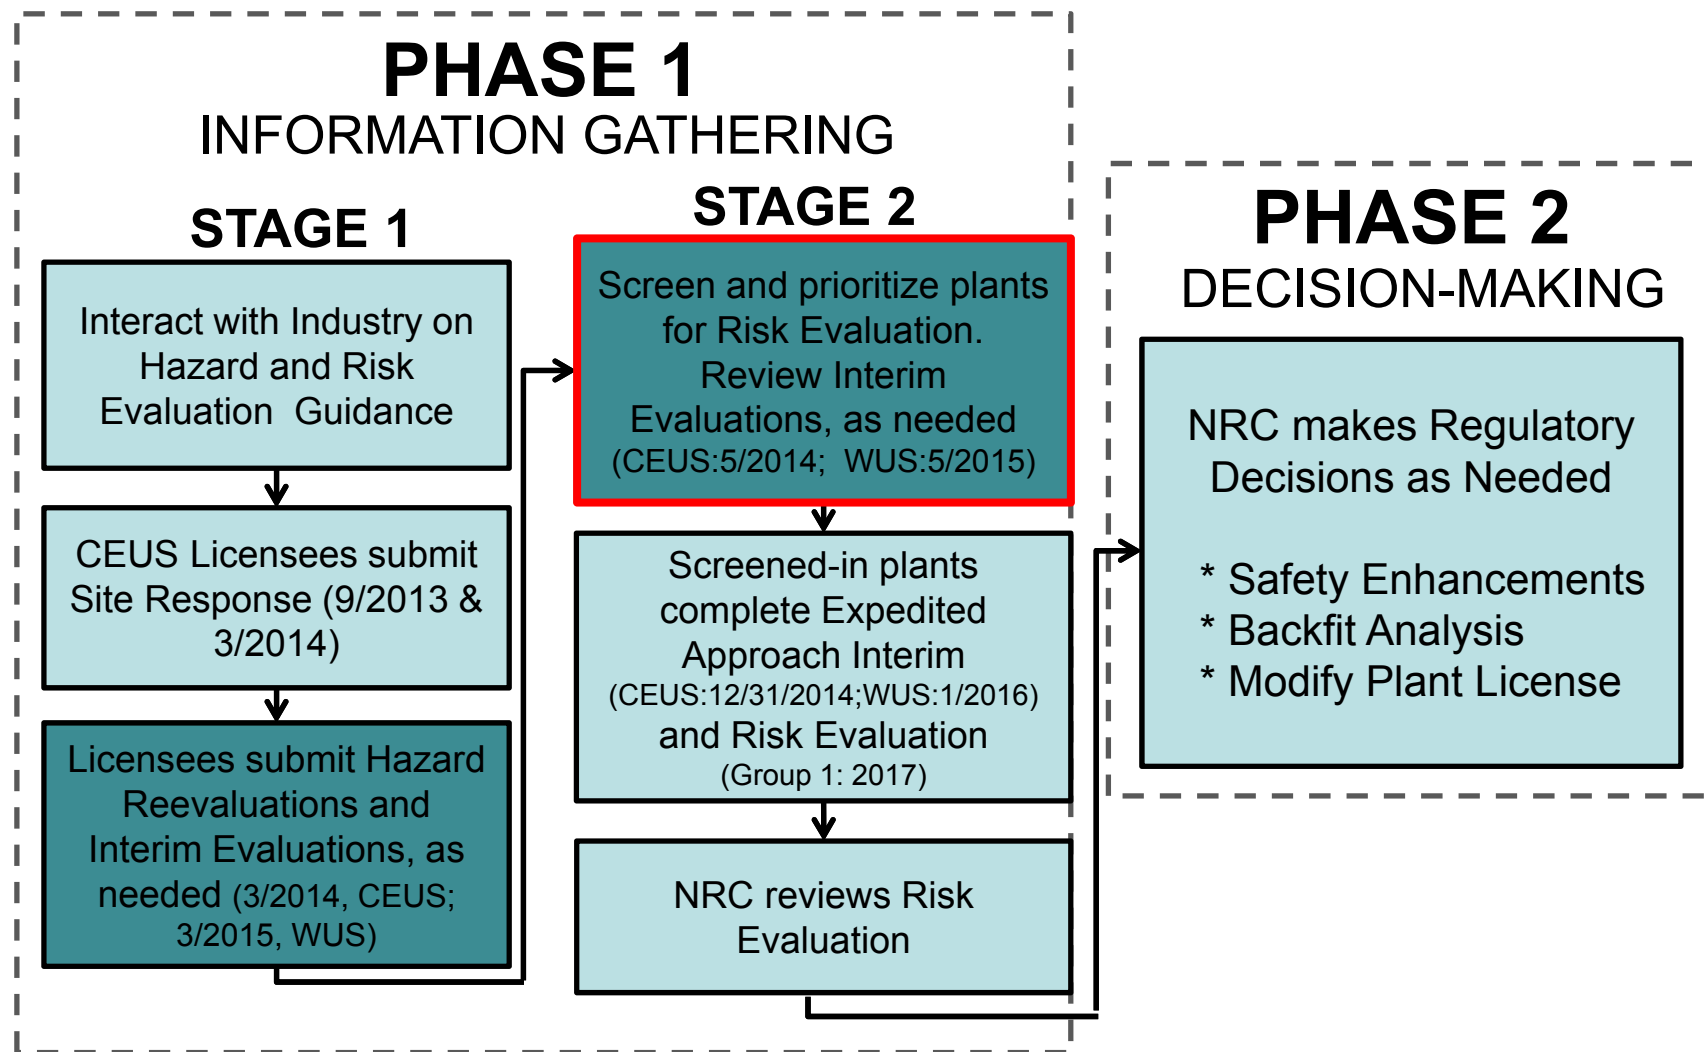 PHASE 1
INFORMATION GATHERING
STAGE 1
Interact with Industry on
Hazard and Risk
Evaluation  Guidance
CEUS Licensees submit
Site Response (9/2013 &
3/2014)
Licensees submit Hazard
Reevaluations and
Interim Evaluations, as
needed (3/2014, CEUS;
3/2015, WUS)
STAGE 2
Screen and prioritize plants
for Risk Evaluation.
Review Interim
Evaluations, as needed
(CEUS:5/2014;  WUS:5/2015)
Screened-in plants
complete Expedited
Approach Interim
(CEUS:12/31/2014;WUS:1/2016)
and Risk Evaluation
(Group 1: 2017)
NRC reviews Risk
Evaluation
PHASE 2
DECISION-MAKING
NRC makes Regulatory
Decisions as Needed
* Safety Enhancements
* Backfit Analysis
* Modify Plant License